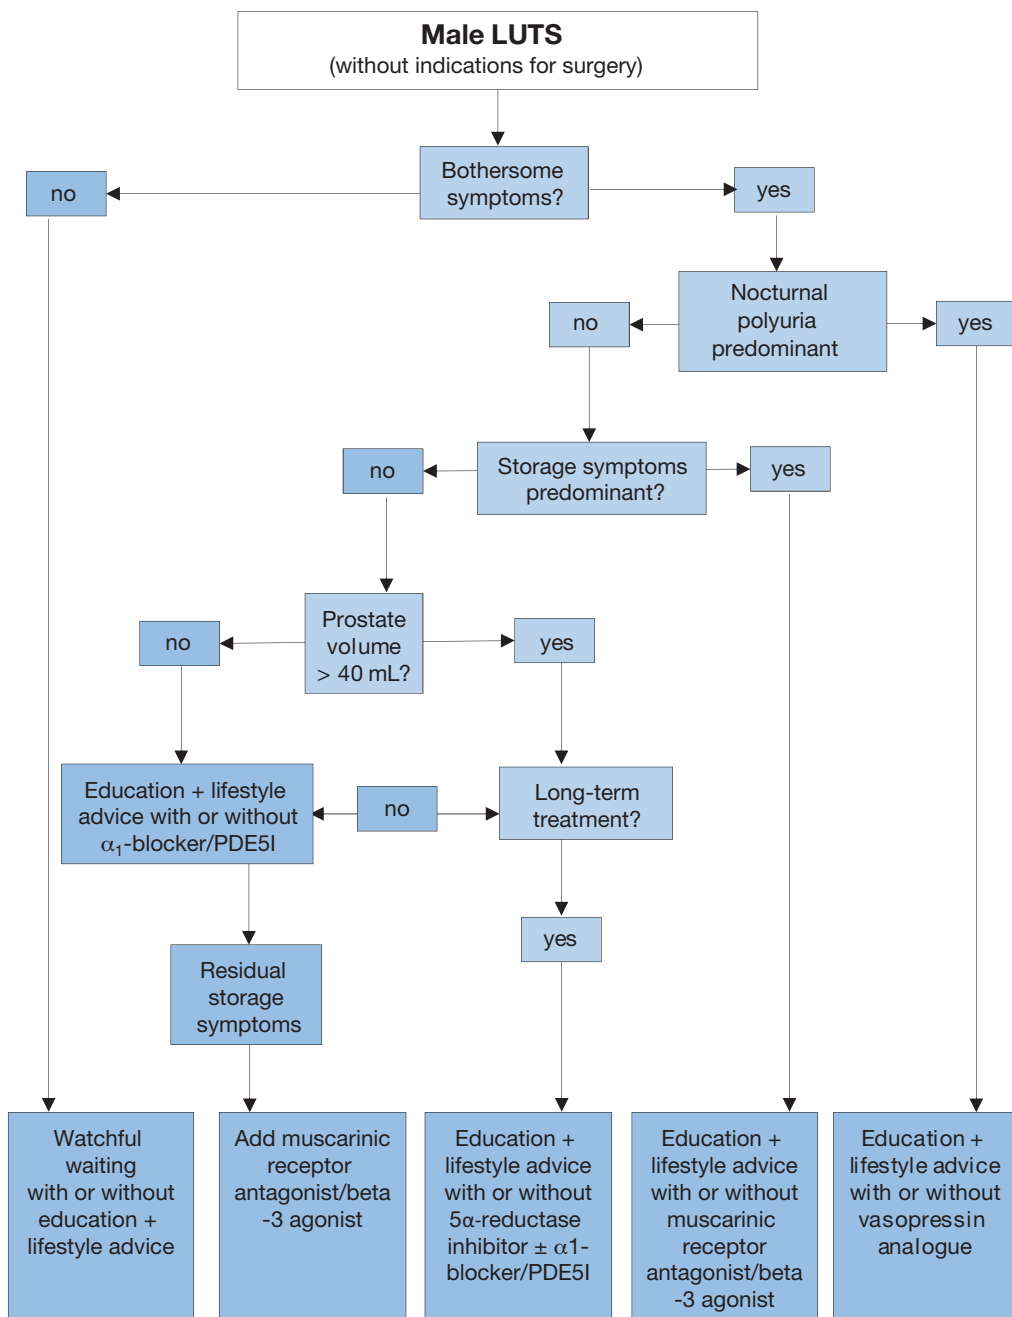 Male LUTS
(without indications for surgery)
Bothersome
symptoms?
no
yes
Nocturnal
polyuria
predominant
no
yes
Storage symptoms
predominant?
no
yes
Prostate
volume
> 40 mL?
no
yes
Education + lifestyle
advice with or without
α1-blocker/PDE5I
no
Long-term
treatment?
yes
Residual
storage
symptoms
Watchful
waiting
with or without
education +
lifestyle advice
Add muscarinic
receptor
antagonist/beta
-3 agonist
Education +
lifestyle advice
with or without
5α-reductase
inhibitor ± α1-
blocker/PDE5I
Education +
lifestyle advice
with or without
muscarinic
receptor
antagonist/beta
-3 agonist
Education +
lifestyle advice
with or without
vasopressin
analogue